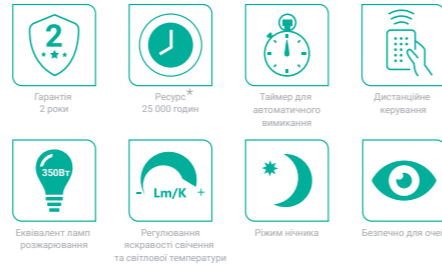 2
Гарантія
2 роки
Ресурс*
25 000 годин
Таймер для
автоматичного
вимикання
Дистанційне
керування
350Вт
Еквівалент ламп
розжарювання
- Lm/K +
Регулювання
яскравості свічення
та світлової температури
Ріжим нічника
Безпечно для очей